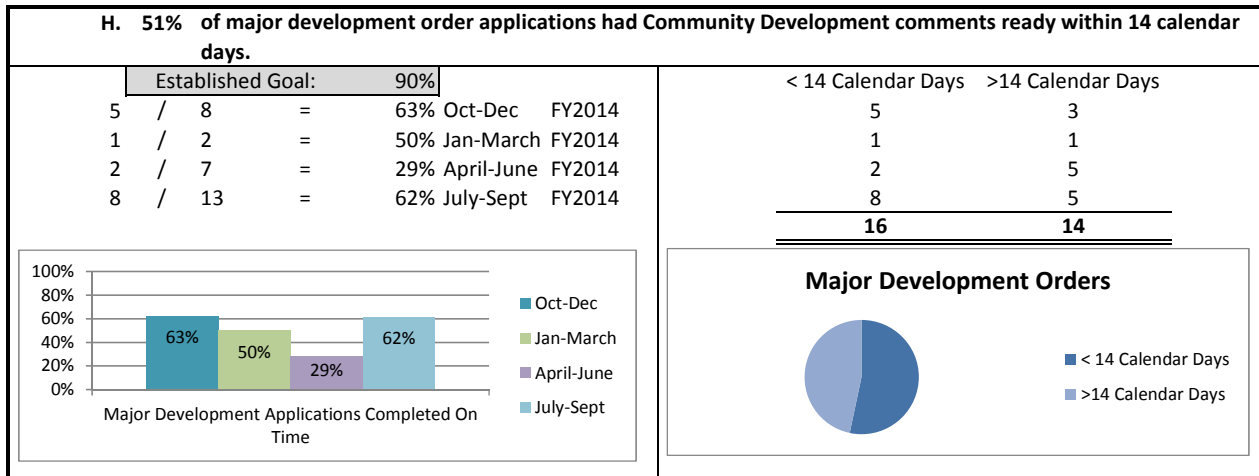 H. 51% of major development order applications had Community Development comments ready within 14 calendar
days.
Established Goal: 90%
5 / 8 = 63% Oct-Dec FY2014
1 / 2 = 50% Jan-March FY2014
2 / 7 = 29% April-June FY2014
8 / 13 = 62% July-Sept FY2014
< 14 Calendar Days >14 Calendar Days
5 3
1 1
2 5
8 5
16 14
100%
80%
60%
40%
20%
0%
63%
50%
29%
62%
Major Development Applications Completed On
Time
Oct-Dec
Jan-March
April-June
July-Sept
Major Development Orders
< 14 Calendar Days
>14 Calendar Days